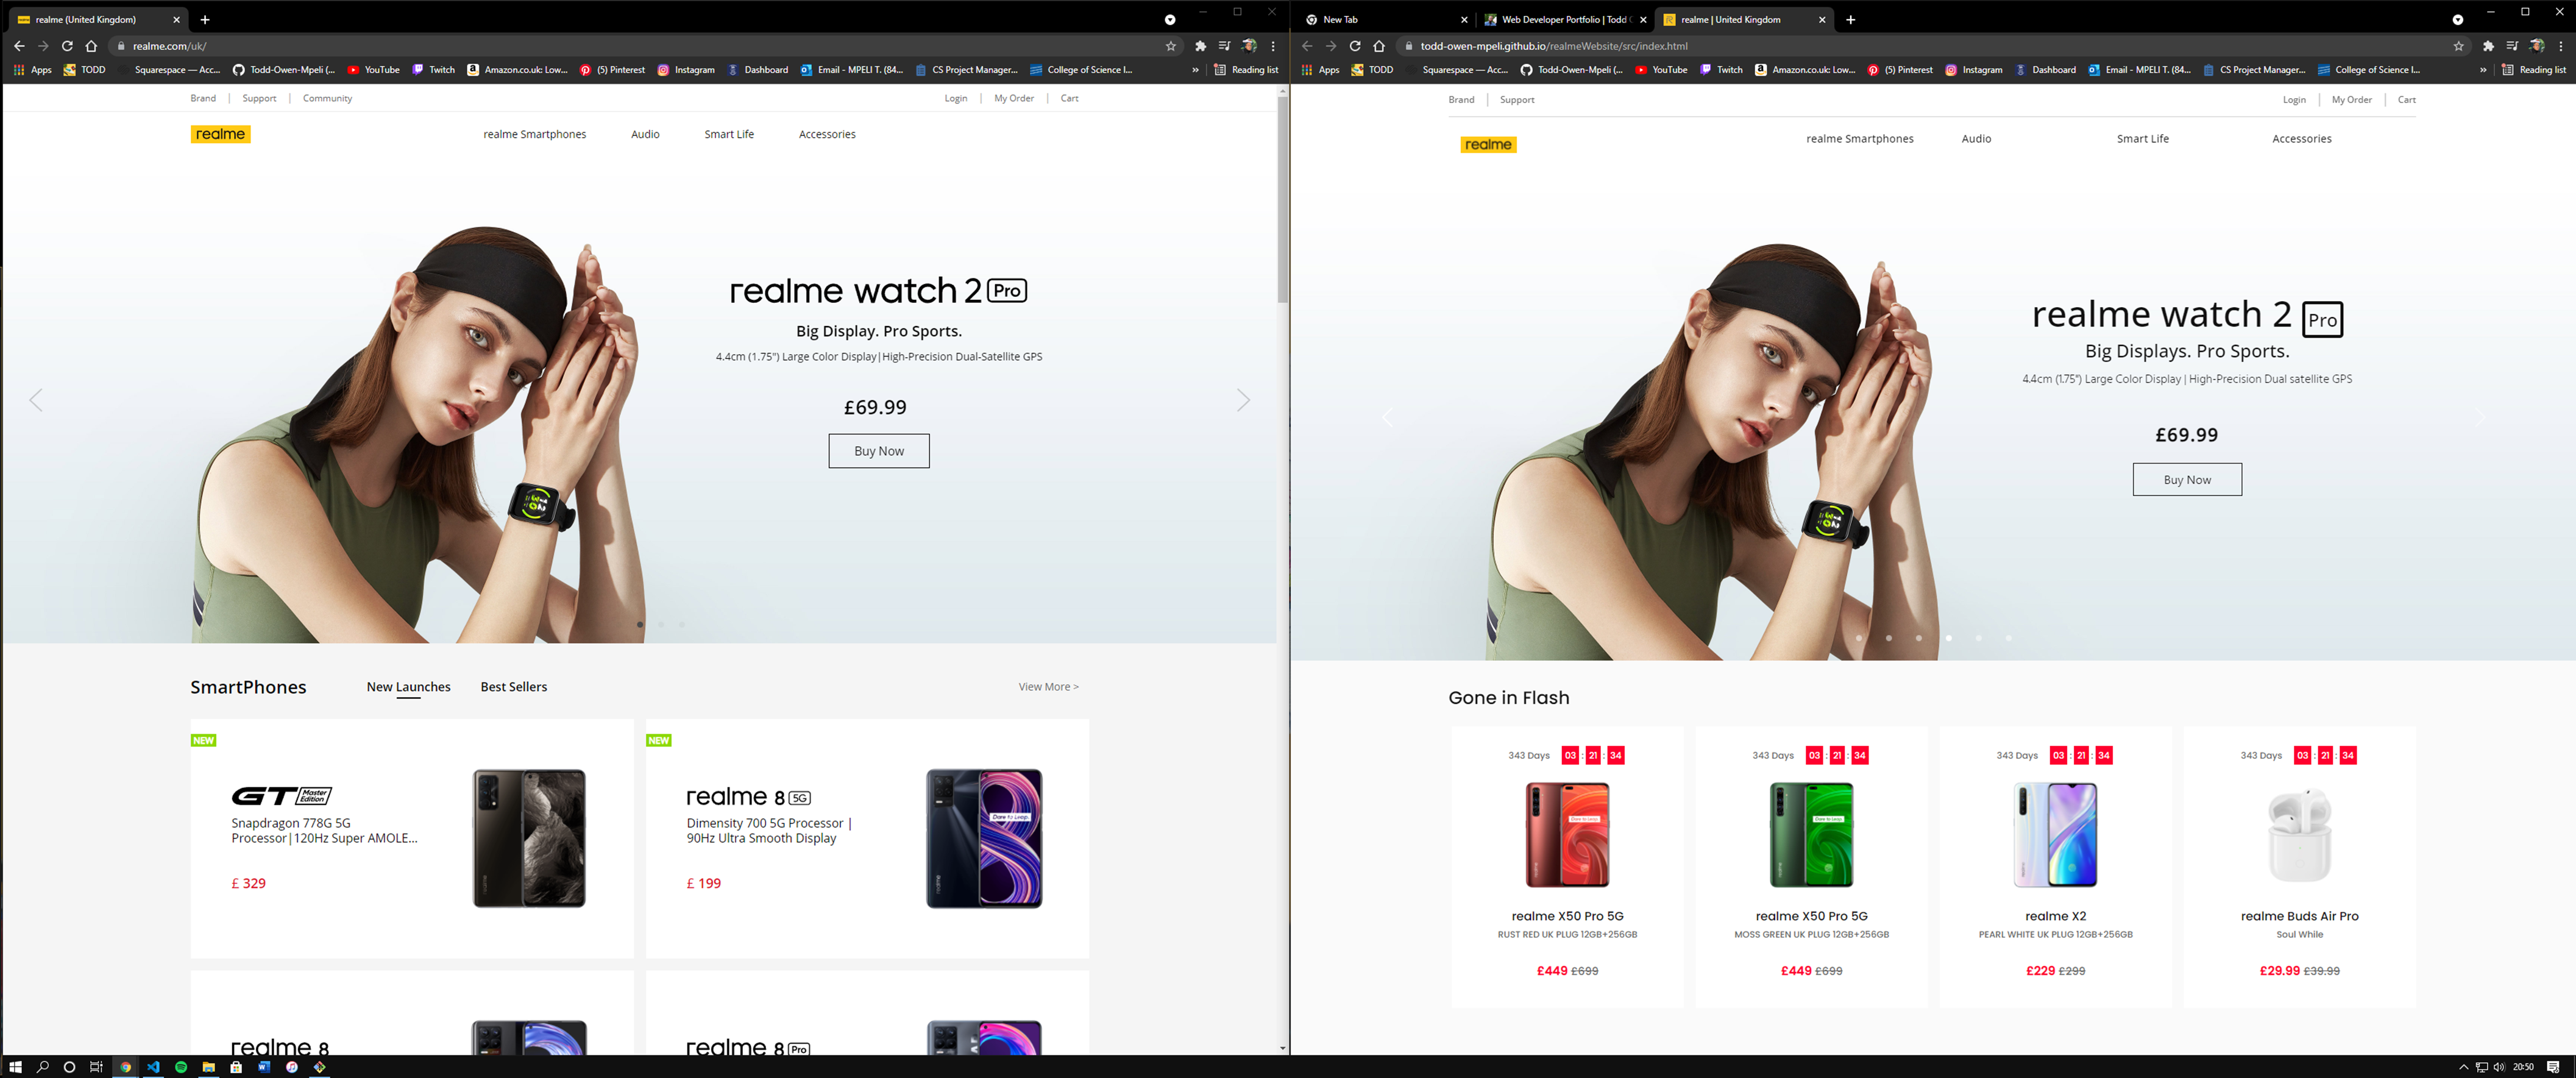 realme (United Kingdom)
realme.com/uk/
Apps TODD Squarespace — Acc... Todd-Owen-Mpeli (... YouTube Twitch Amazon.co.uk: Low... (5) Pinterest Instagram Dashboard Email - MPELI T. (84... CS Project Manager... College of Science I... » Reading list
Brand | Support | Community Login | My Order | Cart
realme realme Smartphones Audio Smart Life Accessories
realme watch 2 Pro
Big Display. Pro Sports.
4.4cm (1.75") Large Color Display|High-Precision Dual-Satellite GPS
£69.99
Buy Now
SmartPhones New Launches Best Sellers View More >
NEW
GT Master Edition
Snapdragon 778G 5G
Processor|120Hz Super AMOLE...
£ 329
NEW
realme 8 5G
Dimensity 700 5G Processor |
90Hz Ultra Smooth Display
Dare to Leap.
realme
£ 199
realme 8
realme 8 Pro
New Tab Web Developer Portfolio | Todd realme | United Kingdom
todd-owen-mpeli.github.io/realmeWebsite/src/index.html
Apps TODD Squarespace — Acc... Todd-Owen-Mpeli (... YouTube Twitch Amazon.co.uk: Low... (5) Pinterest Instagram Dashboard Email - MPELI T. (84... CS Project Manager... College of Science I... » Reading list
Brand | Support Login | My Order | Cart
realme realme Smartphones Audio Smart Life Accessories
realme watch 2 Pro
Big Displays. Pro Sports.
4.4cm (1.75") Large Color Display | High-Precision Dual satellite GPS
£69.99
Buy Now
Gone in Flash
343 Days 03 : 21 : 34
realme X50 Pro 5G
RUST RED UK PLUG 12GB+256GB
£449 £699
343 Days 03 : 21 : 34
realme X50 Pro 5G
MOSS GREEN UK PLUG 12GB+256GB
£449 £699
343 Days 03 : 21 : 34
realme X2
PEARL WHITE UK PLUG 12GB+256GB
£229 £299
343 Days 03 : 21 : 34
realme Buds Air Pro
Soul While
£29.99 £39.99
20:50